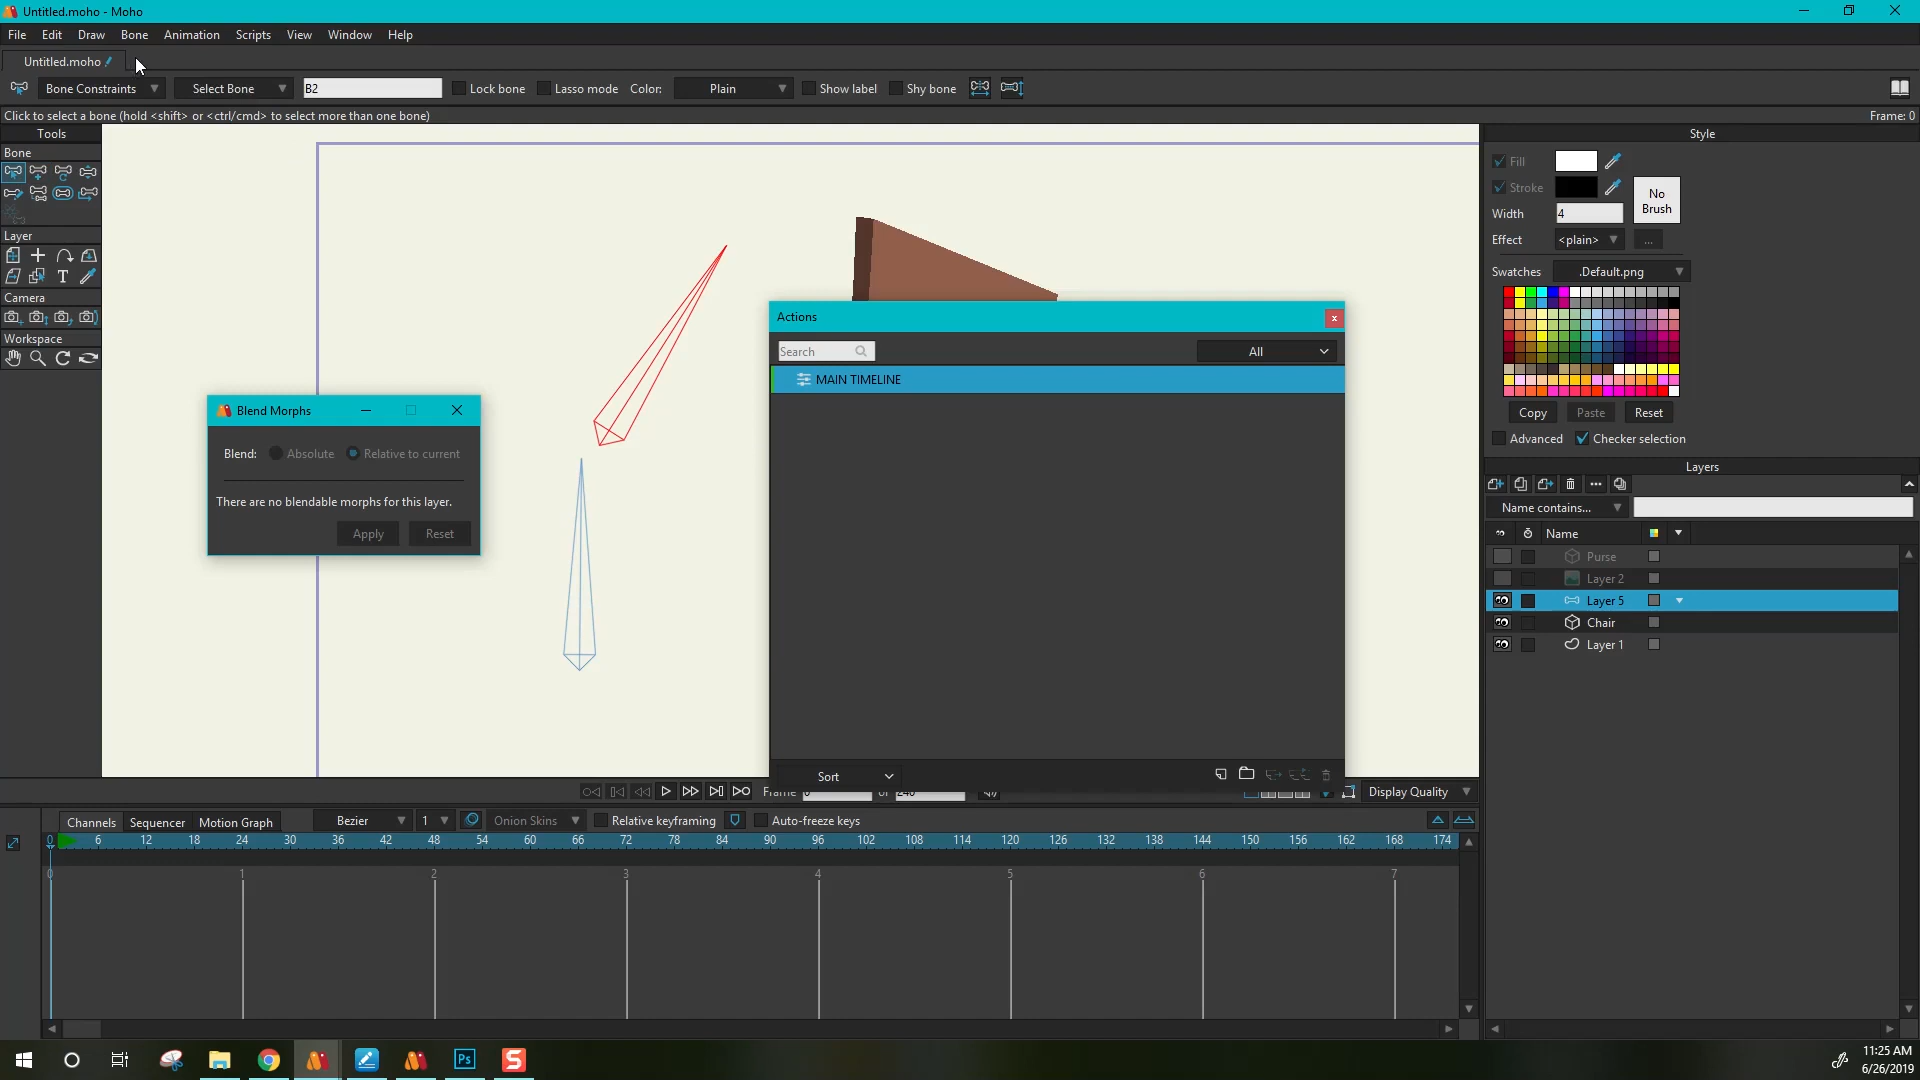 Untitled.moho - Moho
File Edit Draw Bone Animation Scripts View Window Help
Untitled.moho
Bone Constraints Select Bone B2 Lock bone Lasso mode Color: Plain Show label Shy bone
Click to select a bone (hold <shift> or <ctrl/cmd> to select more than one bone) Frame: 0
Tools
Bone
Layer
T
Camera
Workspace
Style
Fill
Stroke
No
Brush
Width 4
Effect <plain> ...
Swatches .Default.png
Copy Paste Reset
Advanced Checker selection
Layers
Name contains...
Name
Purse
Layer 2
Layer 5
Chair
Layer 1
Actions x
Search All
MAIN TIMELINE
Sort
Blend Morphs
Blend: Absolute Relative to current
There are no blendable morphs for this layer.
Apply Reset
Frame of 240 Display Quality
Channels Sequencer Motion Graph Bezier 1 Onion Skins Relative keyframing Auto-freeze keys
0 6 12 18 24 30 36 42 48 54 60 66 72 78 84 90 96 102 108 114 120 126 132 138 144 150 156 162 168 174
0 1 2 3 4 5 6 7
Ps S
11:25 AM
6/26/2019